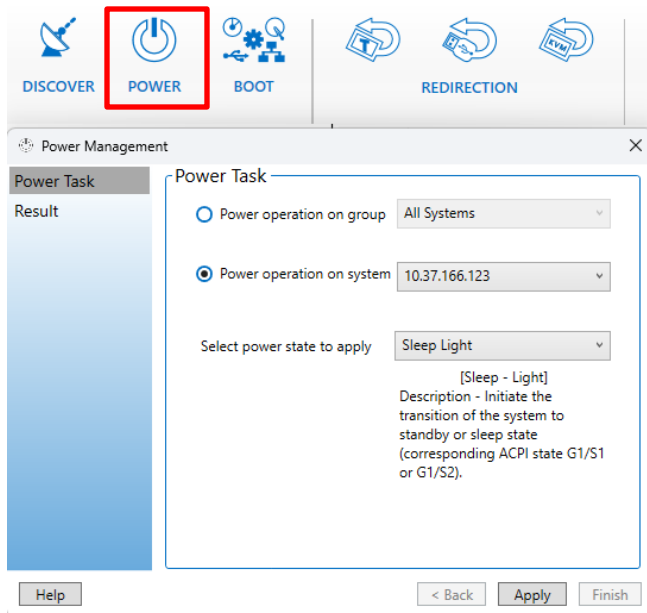 DISCOVER POWER BOOT REDIRECTION
T KVM
Power Management
Power Task
Result
Power Task
Power operation on group All Systems
Power operation on system 10.37.166.123
Select power state to apply Sleep Light
[Sleep - Light]
Description - Initiate the
transition of the system to
standby or sleep state
(corresponding ACPI state G1/S1
or G1/S2).
Help < Back Apply Finish